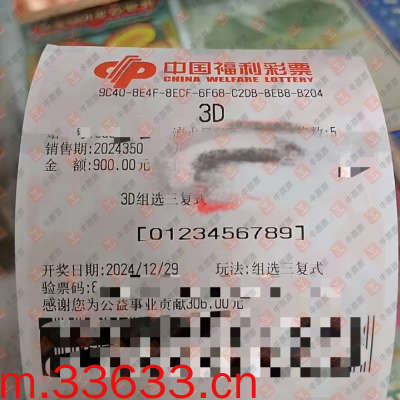 中国福利彩票
CHINA WELFARE LOTTERY
9C40-8E4F-8ECF-6F68-C2DB-BEB8-B204
3D
销售期:2024350
金 额:900.00元
3D组选三复式
[0123456789]
开奖日期:2024/12/29 玩法:组选三复式
验票码:
感谢您为公益事业贡献306.00元
m.33633.cn